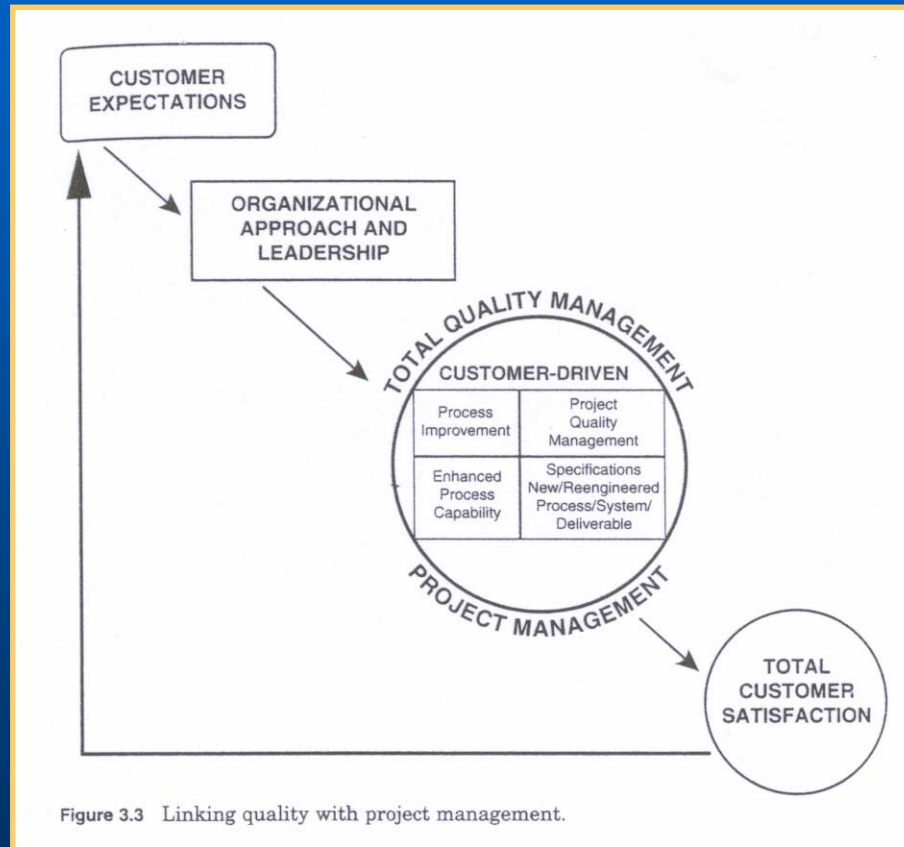 CUSTOMER
EXPECTATIONS
ORGANIZATIONAL
APPROACH AND
LEADERSHIP
TOTAL QUALITY MANAGEMENT
CUSTOMER-DRIVEN
Process
Improvement
Project
Quality
Management
Enhanced
Process
Capability
Specifications
New/Reengineered
Process/System/
Deliverable
PROJECT MANAGEMENT
TOTAL
CUSTOMER
SATISFACTION
Figure 3.3 Linking quality with project management.